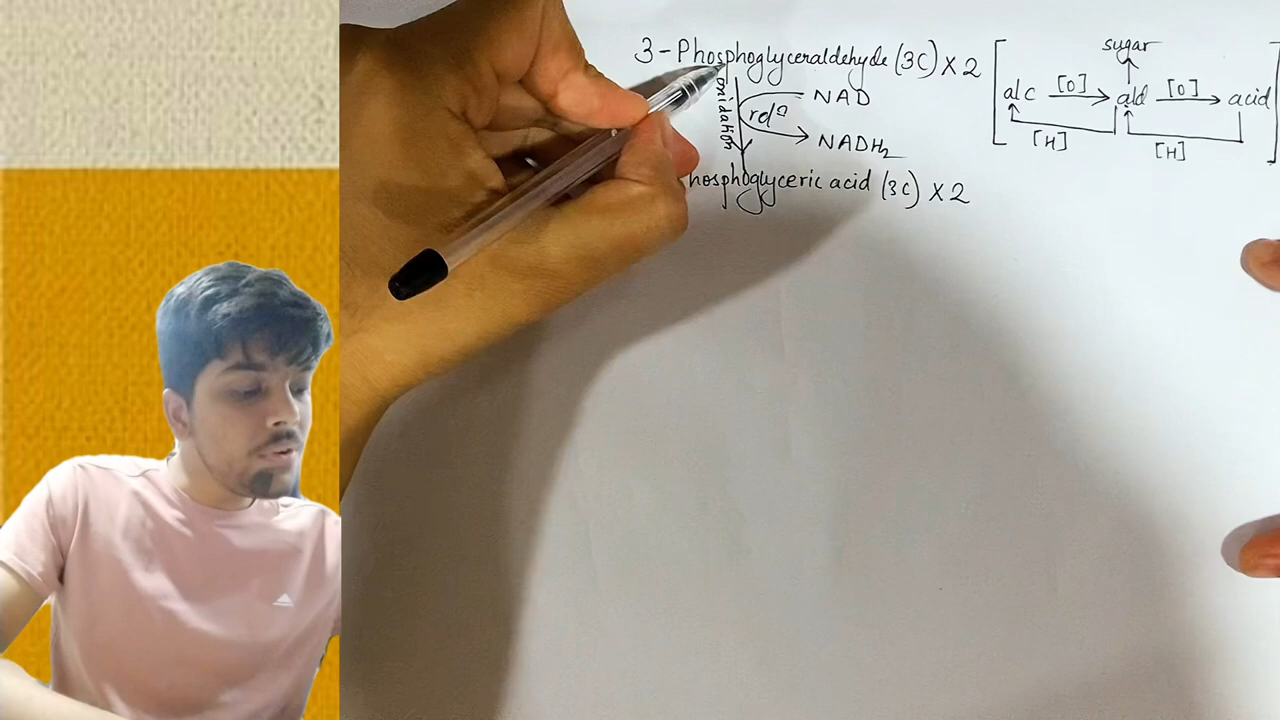 3-Phosphoglyceraldehyde (3C) X 2
oxidation
NAD
redⁿ
NADH₂
hosphoglyceric acid (3C) X 2
sugar
alc [O] ald [O] acid
[H] [H]